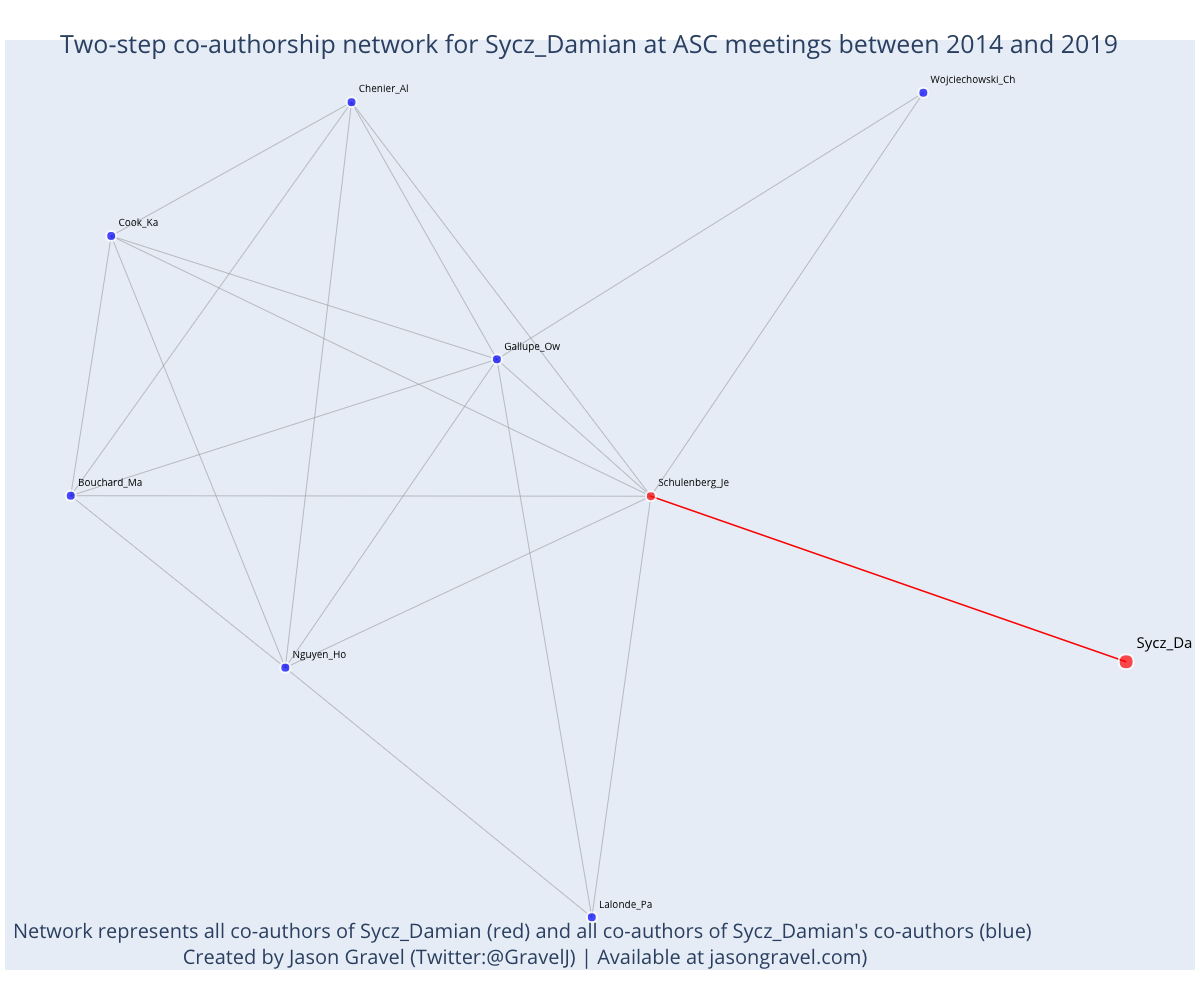 Two-step co-authorship network for Sycz_Damian at ASC meetings between 2014 and 2019
Wojciechowski_Ch
Chenier_Al
Cook_Ka
Gallupe_Ow
Bouchard_Ma
Schulenberg_Je
Sycz_Da
Nguyen_Ho
Lalonde_Pa
Network represents all co-authors of Sycz_Damian (red) and all co-authors of Sycz_Damian's co-authors (blue)
Created by Jason Gravel (Twitter:@GravelJ) | Available at jasongravel.com)